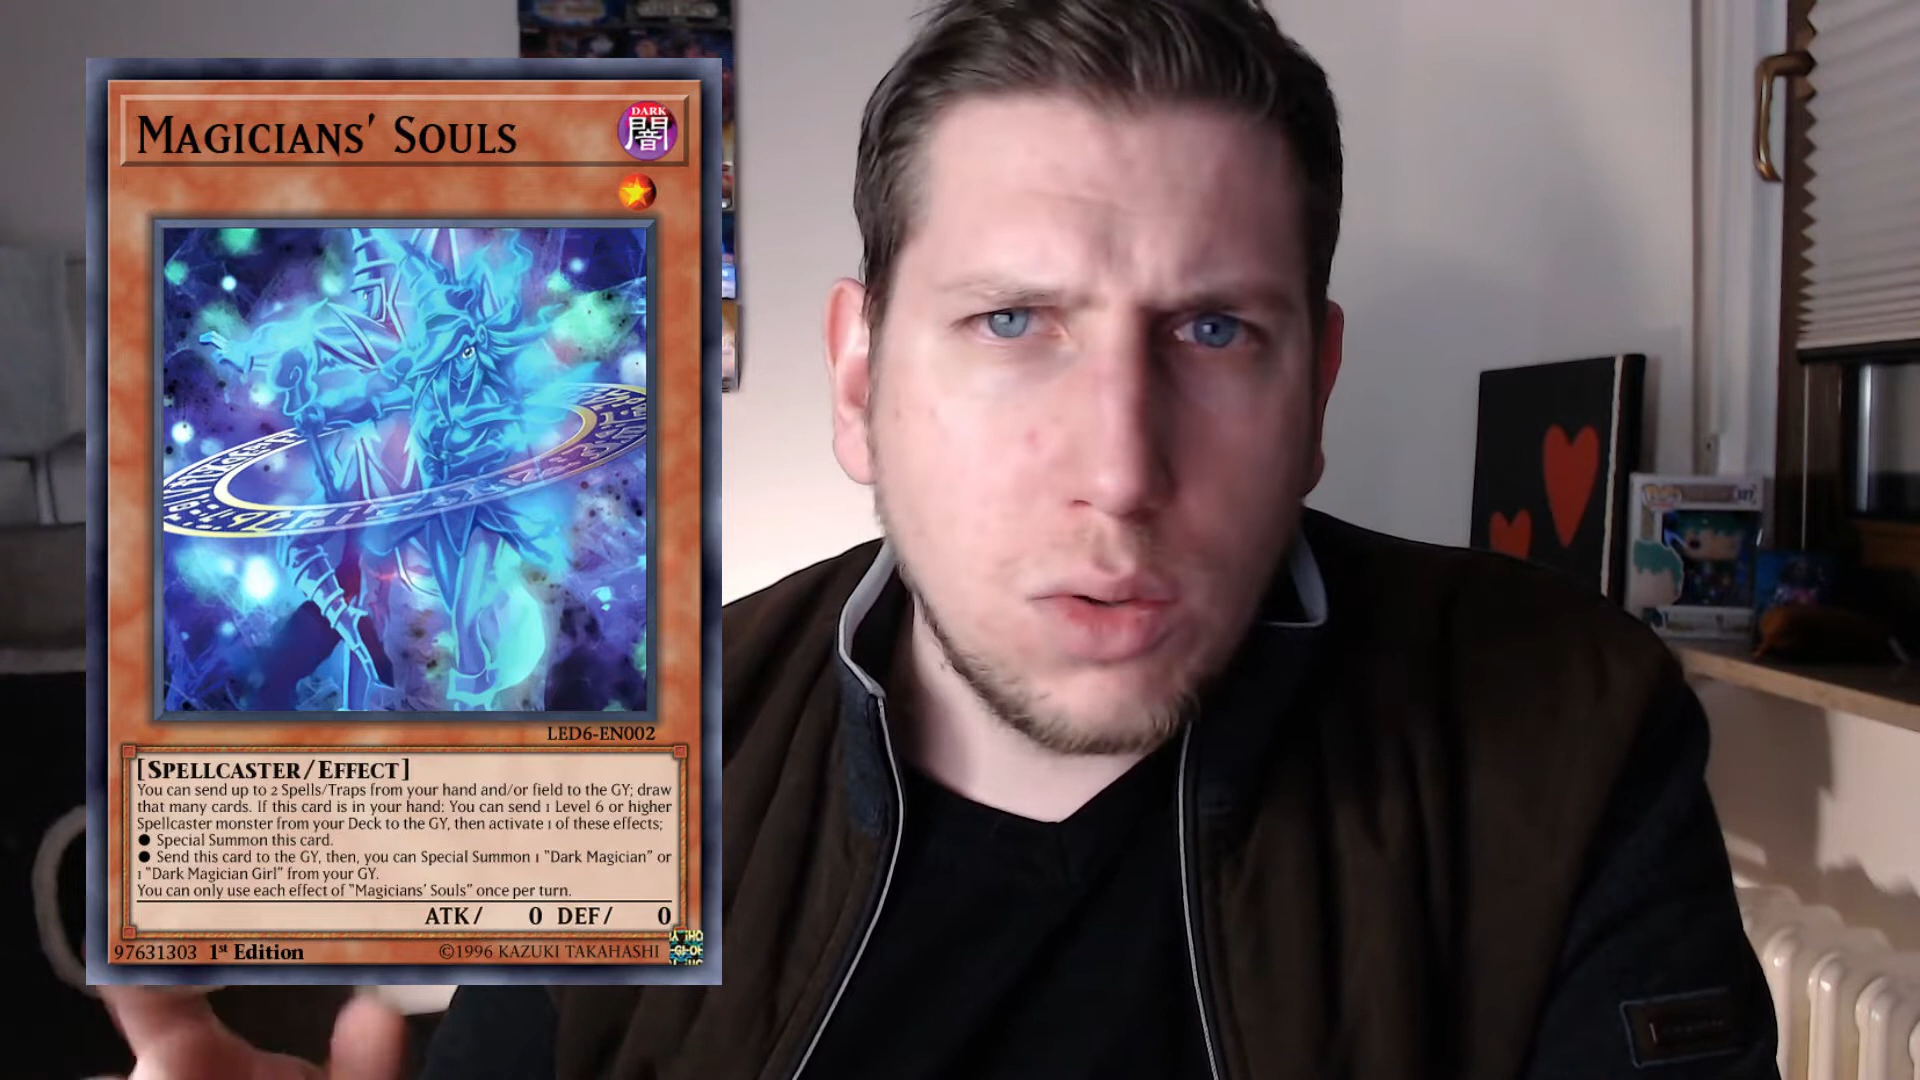 MAGICIANS' SOULS
DARK
闇
LED6-EN002
[SPELLCASTER/EFFECT]
You can send up to 2 Spells/Traps from your hand and/or field to the GY; draw
that many cards. If this card is in your hand: You can send 1 Level 6 or higher
Spellcaster monster from your Deck to the GY, then activate 1 of these effects;
● Special Summon this card.
● Send this card to the GY, then, you can Special Summon 1 "Dark Magician" or
1 "Dark Magician Girl" from your GY.
You can only use each effect of "Magicians' Souls" once per turn.
ATK/ 0 DEF/ 0
97631303 1st Edition ©1996 KAZUKI TAKAHASHI